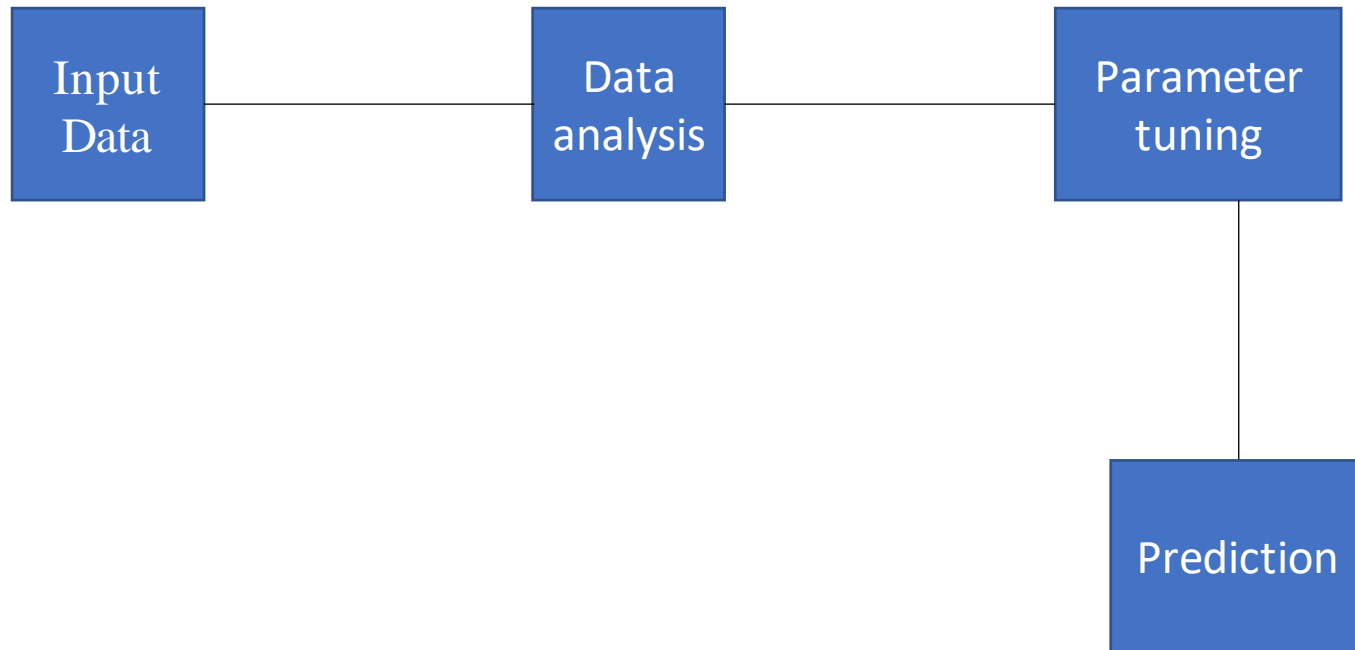 Input
Data
Data
analysis
Parameter
tuning
Prediction